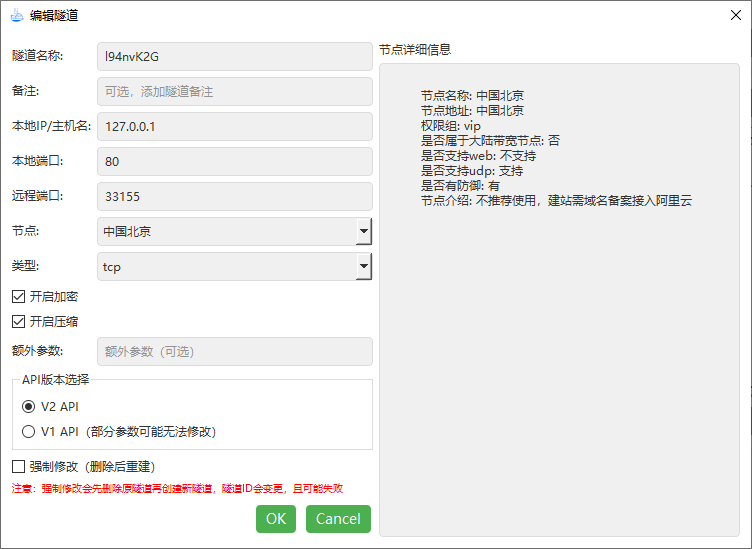 编辑隧道
隧道名称:
l94nvK2G
备注:
可选，添加隧道备注
本地IP/主机名:
127.0.0.1
本地端口:
80
远程端口:
33155
节点:
中国北京
类型:
tcp
开启加密
开启压缩
额外参数:
额外参数（可选）
API版本选择
V2 API
V1 API（部分参数可能无法修改）
强制修改（删除后重建）
注意：强制修改会先删除原隧道再创建新隧道，隧道ID会变更，且可能失败
OK
Cancel
节点详细信息
节点名称: 中国北京
节点地址: 中国北京
权限组: vip
是否属于大陆带宽节点: 否
是否支持web: 不支持
是否支持udp: 支持
是否有防御: 有
节点介绍: 不推荐使用，建站需域名备案接入阿里云